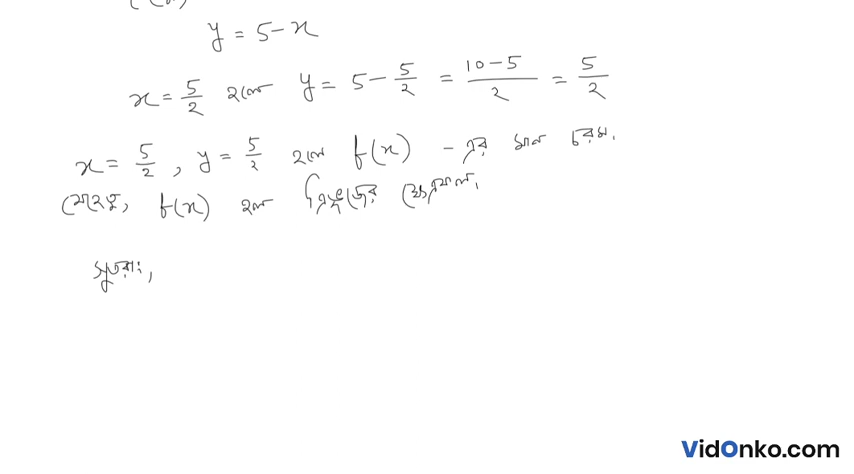 y = 5 - x
x = 5/2 হলে y = 5 - 5/2 = (10 - 5)/2 = 5/2
x = 5/2 , y = 5/2 হলে f(x) - এর মান চরম.
যেহেতু, f(x) হল ত্রিভুজের ক্ষেত্রফল.
সুতরাং,
VidOnko.com